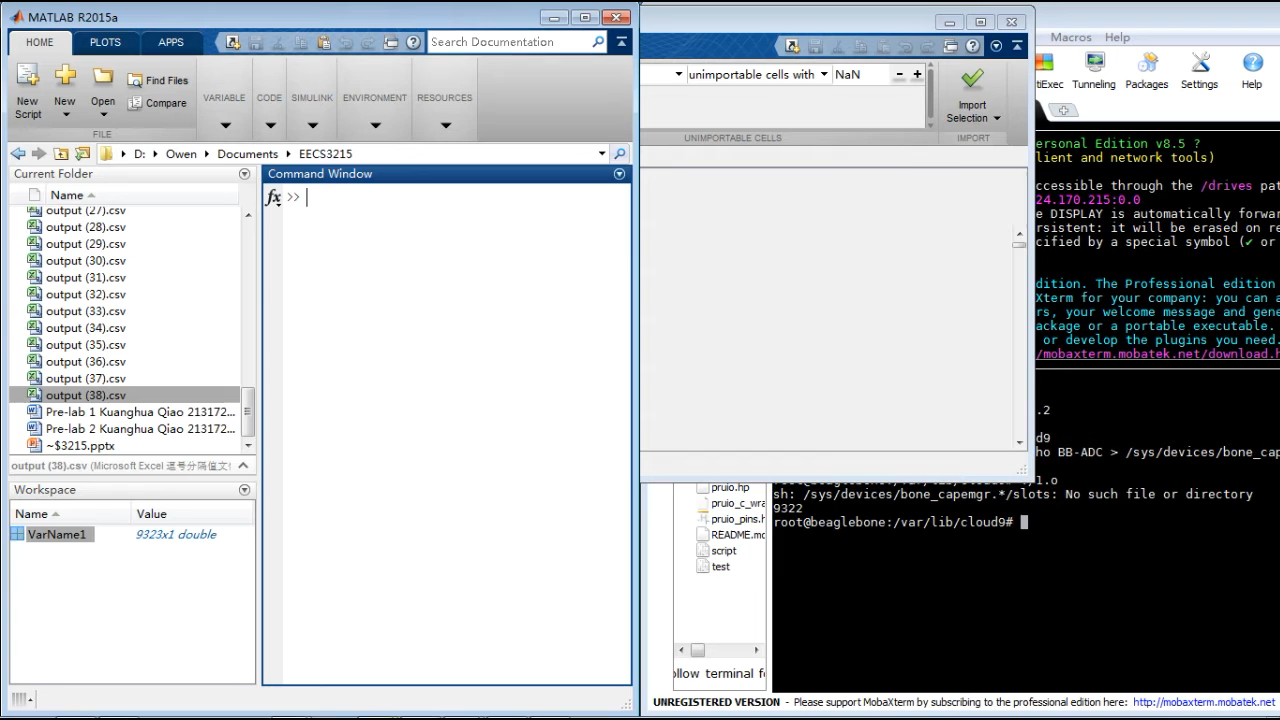 MATLAB R2015a
HOME
PLOTS
APPS
Search Documentation
New Script
New
Open
Find Files
Compare
FILE
VARIABLE
CODE
SIMULINK
ENVIRONMENT
RESOURCES
D: ▸ Owen ▸ Documents ▸ EECS3215
Current Folder
Name
output (27).csv
output (28).csv
output (29).csv
output (30).csv
output (31).csv
output (32).csv
output (33).csv
output (34).csv
output (35).csv
output (36).csv
output (37).csv
output (38).csv
Pre-lab 1 Kuanghua Qiao 213172...
Pre-lab 2 Kuanghua Qiao 213172...
~$3215.pptx
output (38).csv (Microsoft Excel 逗号分隔值文
Workspace
Name Value
VarName1 9323x1 double
Command Window
fx >>
unimportable cells with NaN
UNIMPORTABLE CELLS
Import Selection
IMPORT
Macros Help
tiExec
Tunneling
Packages
Settings
Help
ersonal Edition v8.5 ?
lient and network tools)
ccessible through the /drives pat
24.170.215:0.0
e DISPLAY is automatically forwa
rsistent: it will be erased on re
cified by a special symbol (✔ or
dition. The Professional edition
Xterm for your company: you can a
rs, your welcome message and gene
ackage or a portable executable.
or develop the plugins you need.
/mobaxterm.mobatek.net/download.h
.2
d9
ho BB-ADC > /sys/devices/bone_cap
sh: /sys/devices/bone_capemgr.*/slots: No such file or directory
9322
root@beaglebone:/var/lib/cloud9#
pruio.hp
pruio_c_wra
pruio_pins.h
README.md
script
test
ollow terminal fo
UNREGISTERED VERSION - Please support MobaXterm by subscribing to the professional edition here: http://mobaxterm.mobatek.net